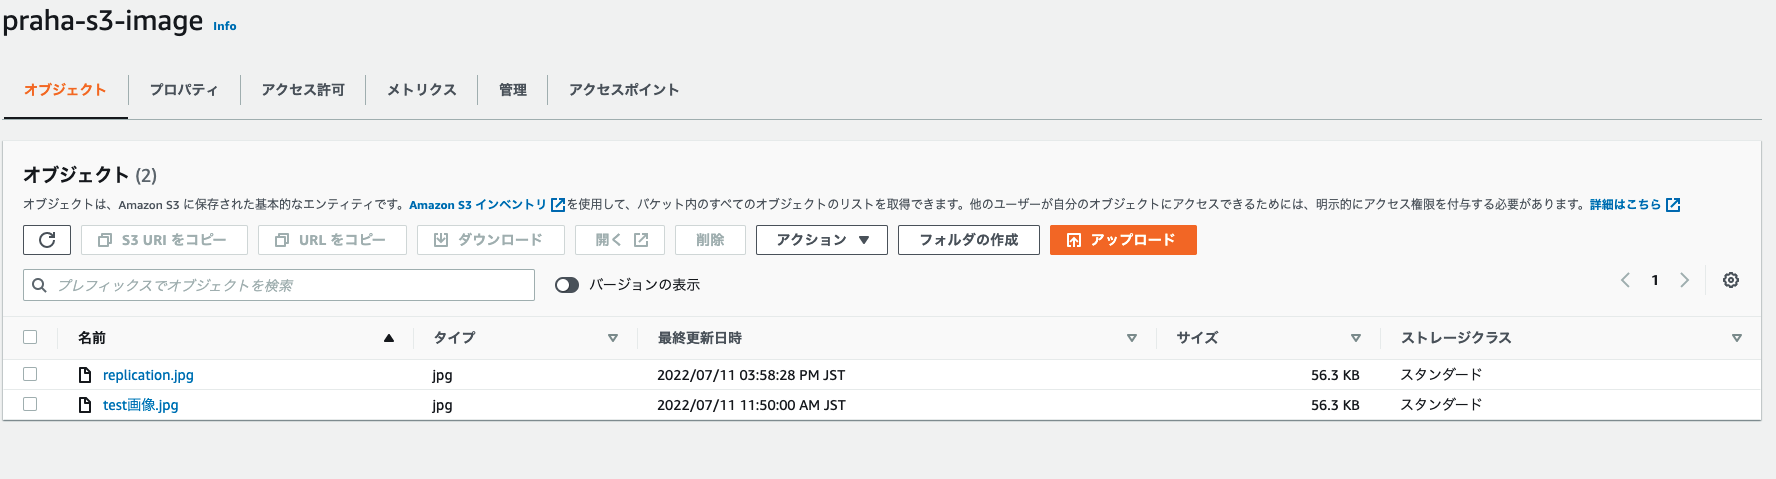 praha-s3-image Info
オブジェクト プロパティ アクセス許可 メトリクス 管理 アクセスポイント
オブジェクト (2)
オブジェクトは、Amazon S3 に保存された基本的なエンティティです。Amazon S3 インベントリ を使用して、バケット内のすべてのオブジェクトのリストを取得できます。他のユーザーが自分のオブジェクトにアクセスできるためには、明示的にアクセス権限を付与する必要があります。詳細はこちら
S3 URI をコピー URL をコピー ダウンロード 開く 削除 アクション フォルダの作成 アップロード
プレフィックスでオブジェクトを検索 バージョンの表示 1
名前 タイプ 最終更新日時 サイズ ストレージクラス
replication.jpg jpg 2022/07/11 03:58:28 PM JST 56.3 KB スタンダード
test画像.jpg jpg 2022/07/11 11:50:00 AM JST 56.3 KB スタンダード